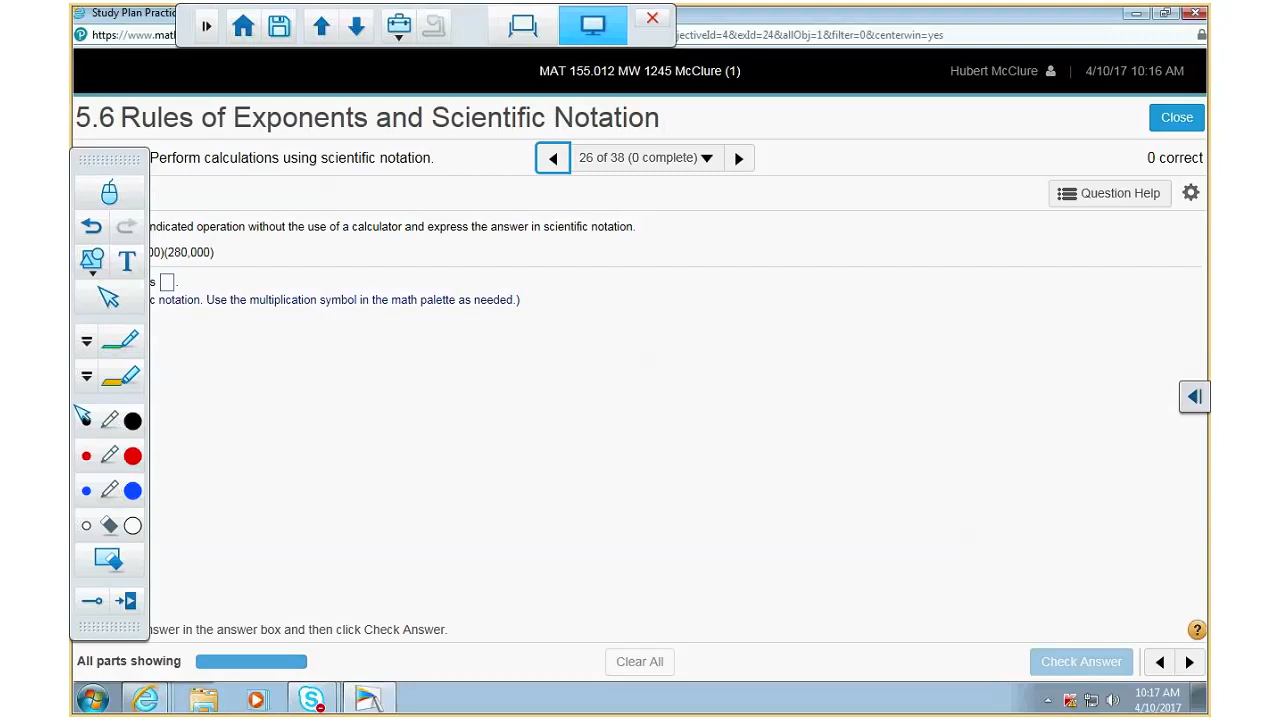 Study Plan Practic
https://www.mat
jectiveId=4&exId=24&allObj=1&filter=0&centerwin=yes
MAT 155.012 MW 1245 McClure (1)
Hubert McClure | 4/10/17 10:16 AM
5.6 Rules of Exponents and Scientific Notation
Close
Perform calculations using scientific notation.
26 of 38 (0 complete)
0 correct
Question Help
ndicated operation without the use of a calculator and express the answer in scientific notation.
00)(280,000)
s .
c notation. Use the multiplication symbol in the math palette as needed.)
T
nswer in the answer box and then click Check Answer.
?
All parts showing
Clear All
Check Answer
10:17 AM
4/10/2017